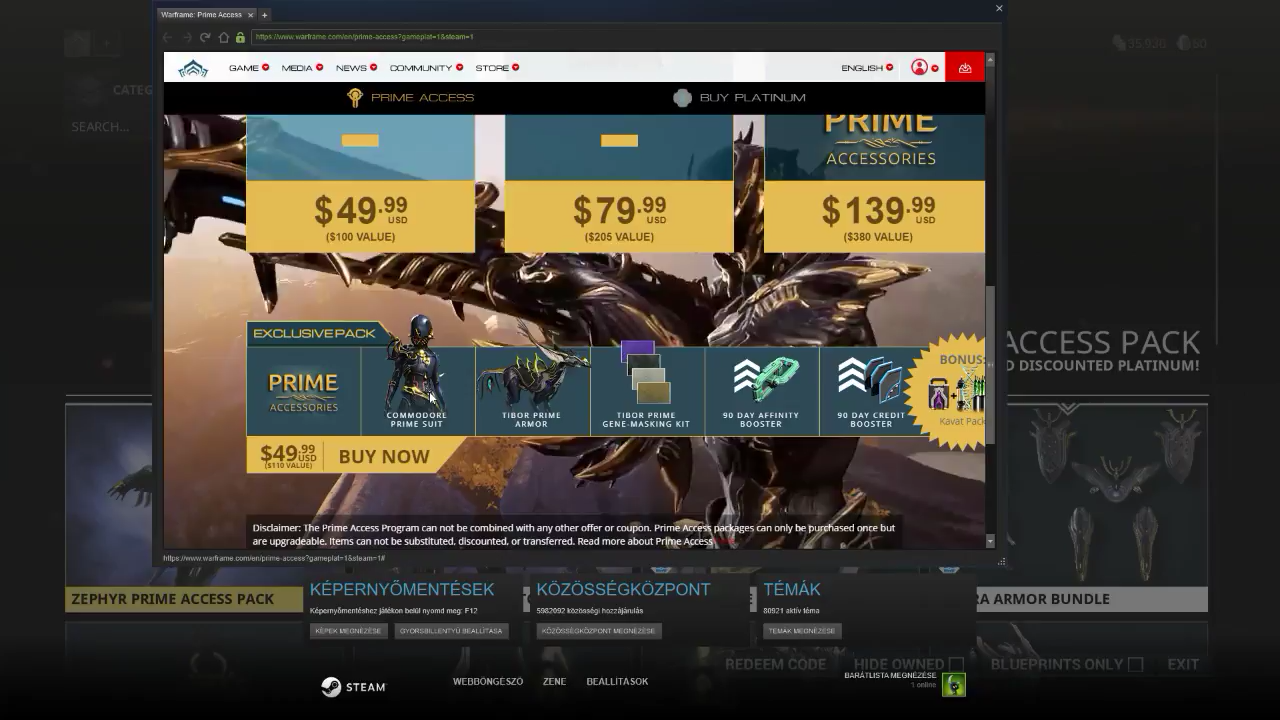 Warframe: Prime Access
https://www.warframe.com/en/prime-access?gameplat=1&steam=1
GAME MEDIA NEWS COMMUNITY STORE ENGLISH
PRIME ACCESS BUY PLATINUM
35,930 50
CATEG
SEARCH...
PRIME
ACCESSORIES
$49.99 USD
($100 VALUE)
$79.99 USD
($205 VALUE)
$139.99 USD
($380 VALUE)
EXCLUSIVE PACK
PRIME
ACCESSORIES
COMMODORE
PRIME SUIT
TIBOR PRIME
ARMOR
TIBOR PRIME
GENE-MASKING KIT
90 DAY AFFINITY
BOOSTER
90 DAY CREDIT
BOOSTER
BONUS:
Kavat Pack
$49.99 USD
($110 VALUE)
BUY NOW
ACCESS PACK
D DISCOUNTED PLATINUM!
Disclaimer: The Prime Access Program can not be combined with any other offer or coupon. Prime Access packages can only be purchased once but
are upgradeable. Items can not be substituted, discounted, or transferred. Read more about Prime Access
https://www.warframe.com/en/prime-access?gameplat=1&steam=1#
ZEPHYR PRIME ACCESS PACK
RA ARMOR BUNDLE
KÉPERNYŐMENTÉSEK
Képernyőmentéshez játékon belül nyomd meg: F12
KÉPEK MEGNÉZÉSE GYORSBILLENTYŰ BEÁLLÍTÁSA
KÖZÖSSÉGKÖZPONT
5982092 közösségi hozzájárulás
KÖZÖSSÉGKÖZPONT MEGNÉZÉSE
TÉMÁK
80921 aktív téma
TÉMÁK MEGNÉZÉSE
REDEEM CODE HIDE OWNED BLUEPRINTS ONLY EXIT
STEAM
WEBBÖNGÉSZŐ ZENE BEÁLLÍTÁSOK
BARÁTLISTA MEGNÉZÉSE
1 online